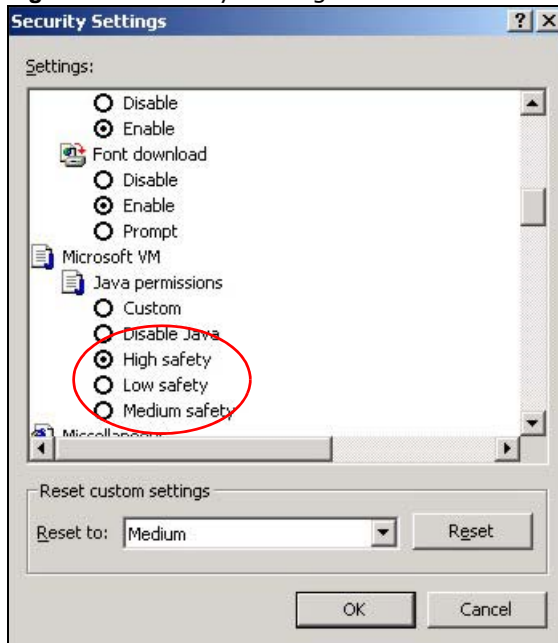 Security Settings
Settings:
Disable
Enable
Font download
Disable
Enable
Prompt
Microsoft VM
Java permissions
Custom
Disable Java
High safety
Low safety
Medium safety
Miscellaneous
Reset custom settings
Reset to: Medium Reset
OK Cancel